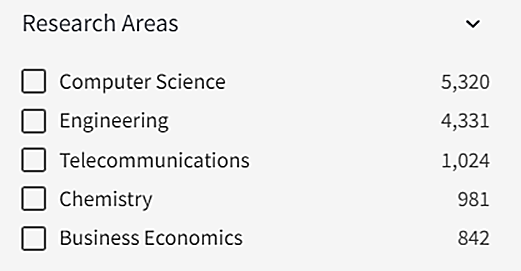 Research Areas
Computer Science 5,320
Engineering 4,331
Telecommunications 1,024
Chemistry 981
Business Economics 842